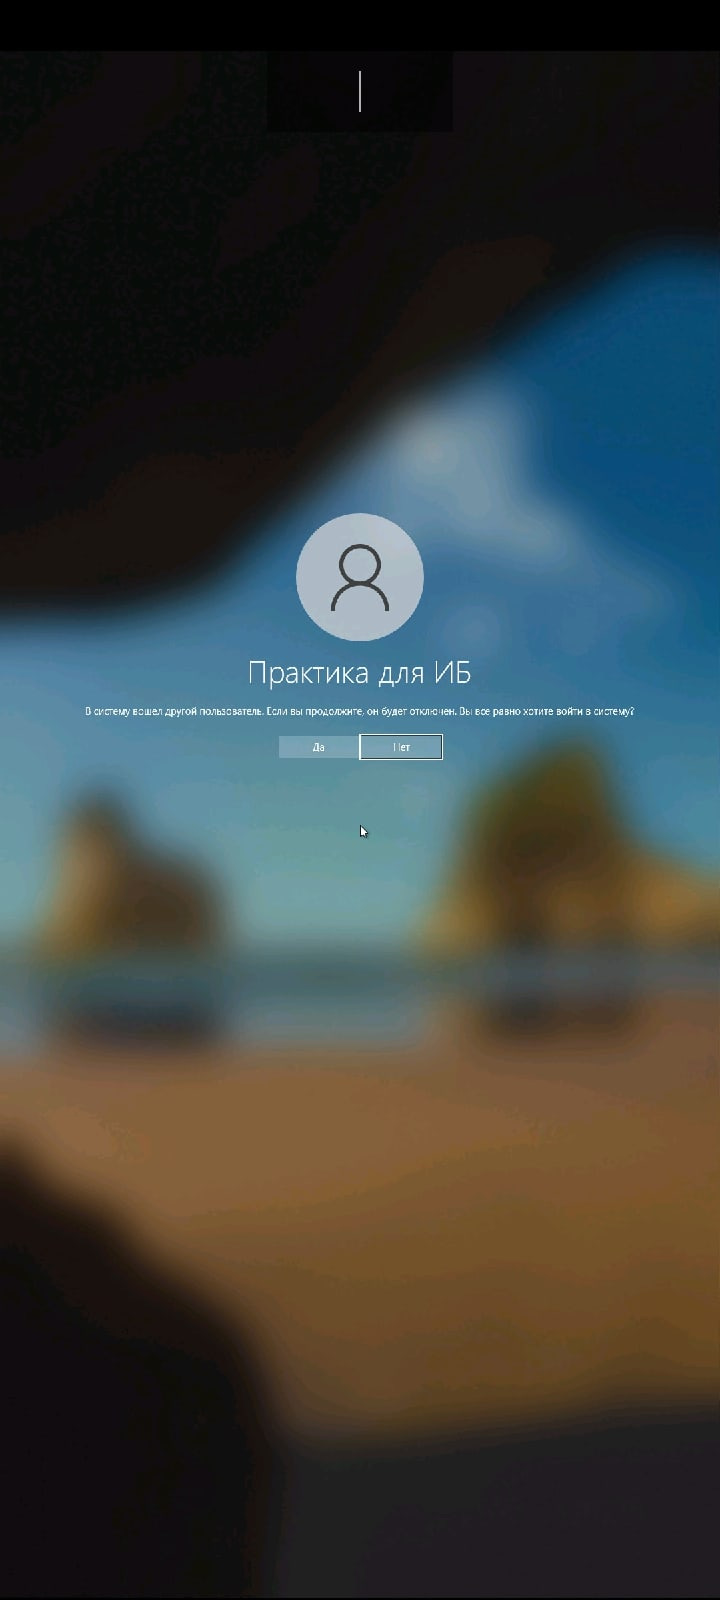 Практика для ИБ
В систему вошел другой пользователь. Если вы продолжите, он будет отключен. Вы все равно хотите войти в систему?
Да
Нет